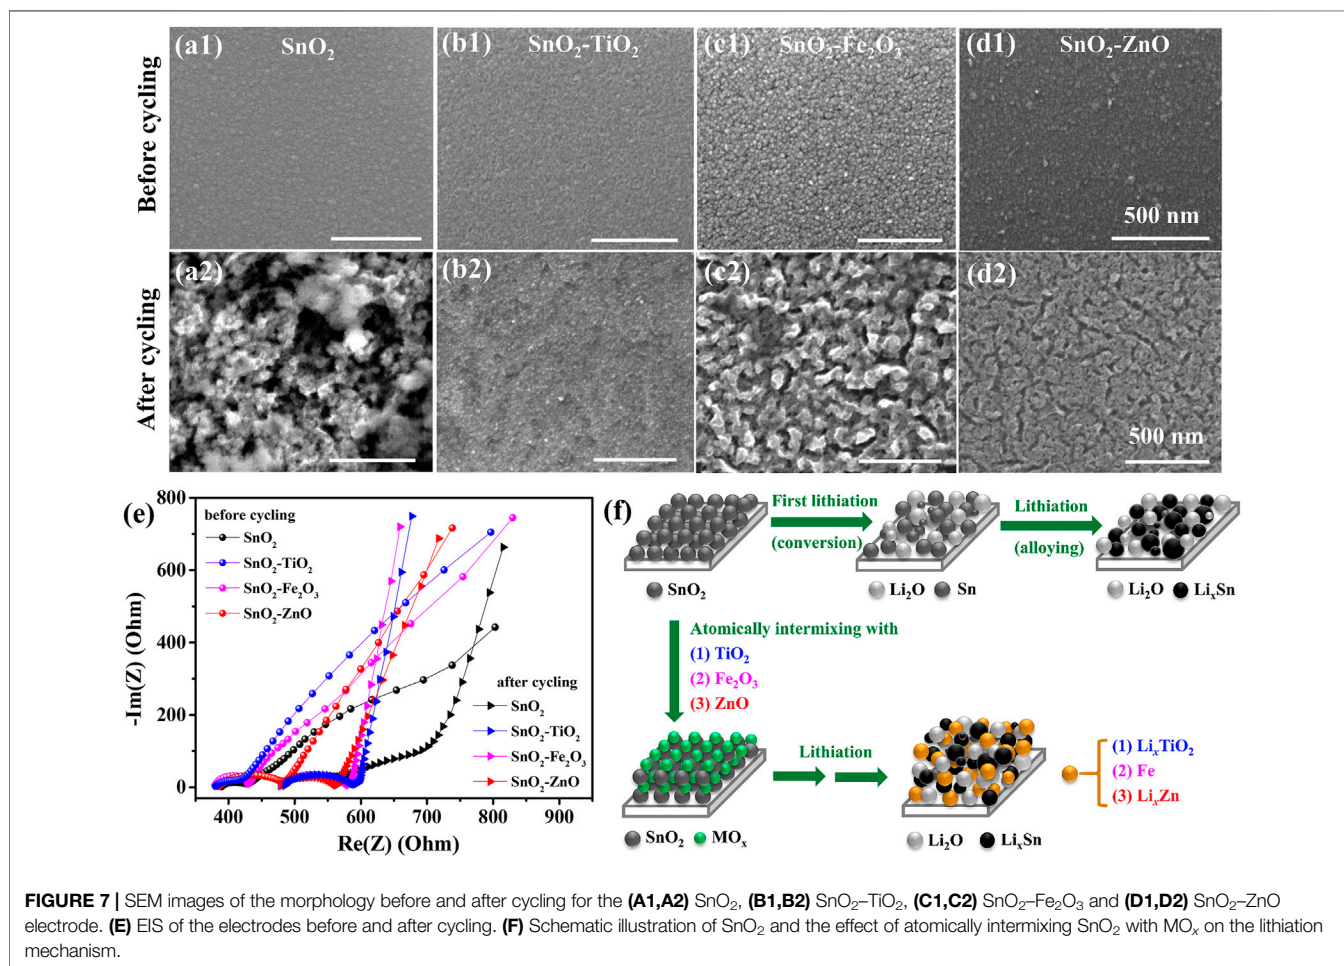 (a1) SnO₂
(b1) SnO₂-TiO₂
(c1) SnO₂-Fe₂O₃
(d1) SnO₂-ZnO
Before cycling
500 nm
(a2)
(b2)
(c2)
(d2)
After cycling
500 nm
(e)
before cycling
SnO₂
SnO₂-TiO₂
SnO₂-Fe₂O₃
SnO₂-ZnO
after cycling
SnO₂
SnO₂-TiO₂
SnO₂-Fe₂O₃
SnO₂-ZnO
800
600
400
200
0
-Im(Z) (Ohm)
400 500 600 700 800 900
Re(Z) (Ohm)
(f)
First lithiation
(conversion)
Lithiation
(alloying)
SnO₂
Li₂O Sn
Li₂O LiₓSn
Atomically intermixing with
(1) TiO₂
(2) Fe₂O₃
(3) ZnO
Lithiation
(1) LiₓTiO₂
(2) Fe
(3) LiₓZn
SnO₂ MOₓ
Li₂O LiₓSn
FIGURE 7 | SEM images of the morphology before and after cycling for the (A1,A2) SnO₂, (B1,B2) SnO₂–TiO₂, (C1,C2) SnO₂–Fe₂O₃ and (D1,D2) SnO₂–ZnO
electrode. (E) EIS of the electrodes before and after cycling. (F) Schematic illustration of SnO₂ and the effect of atomically intermixing SnO₂ with MOₓ on the lithiation
mechanism.